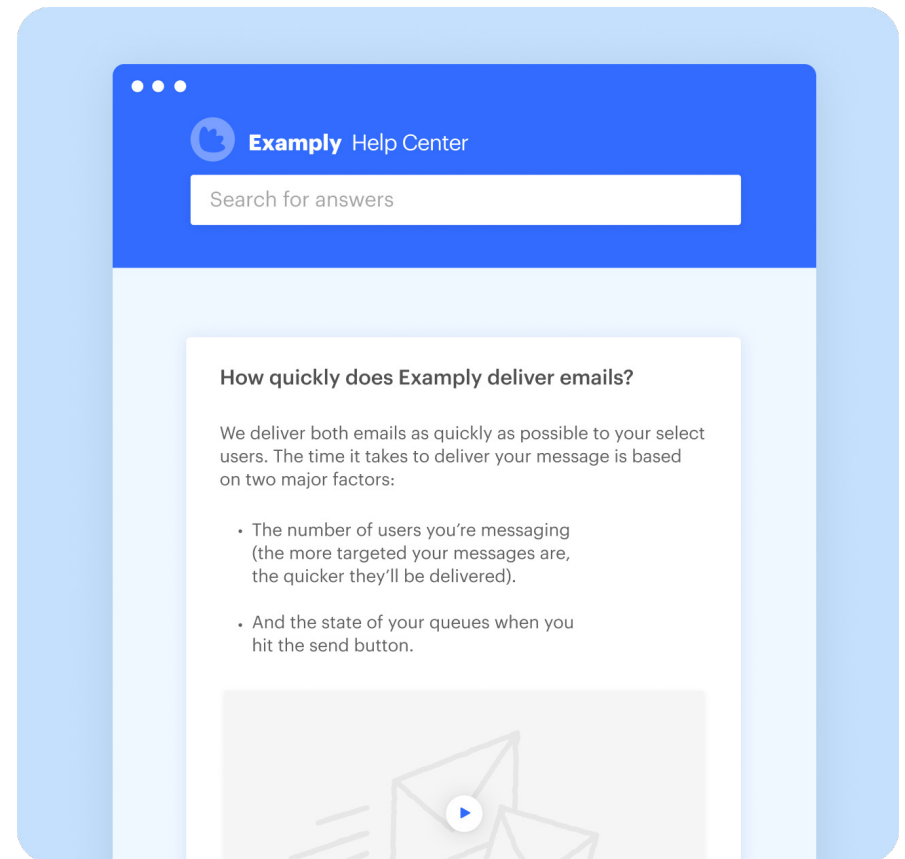 Examply Help Center
Search for answers
How quickly does Examply deliver emails?
We deliver both emails as quickly as possible to your select
users. The time it takes to deliver your message is based
on two major factors:
• The number of users you’re messaging
(the more targeted your messages are,
the quicker they’ll be delivered).
• And the state of your queues when you
hit the send button.